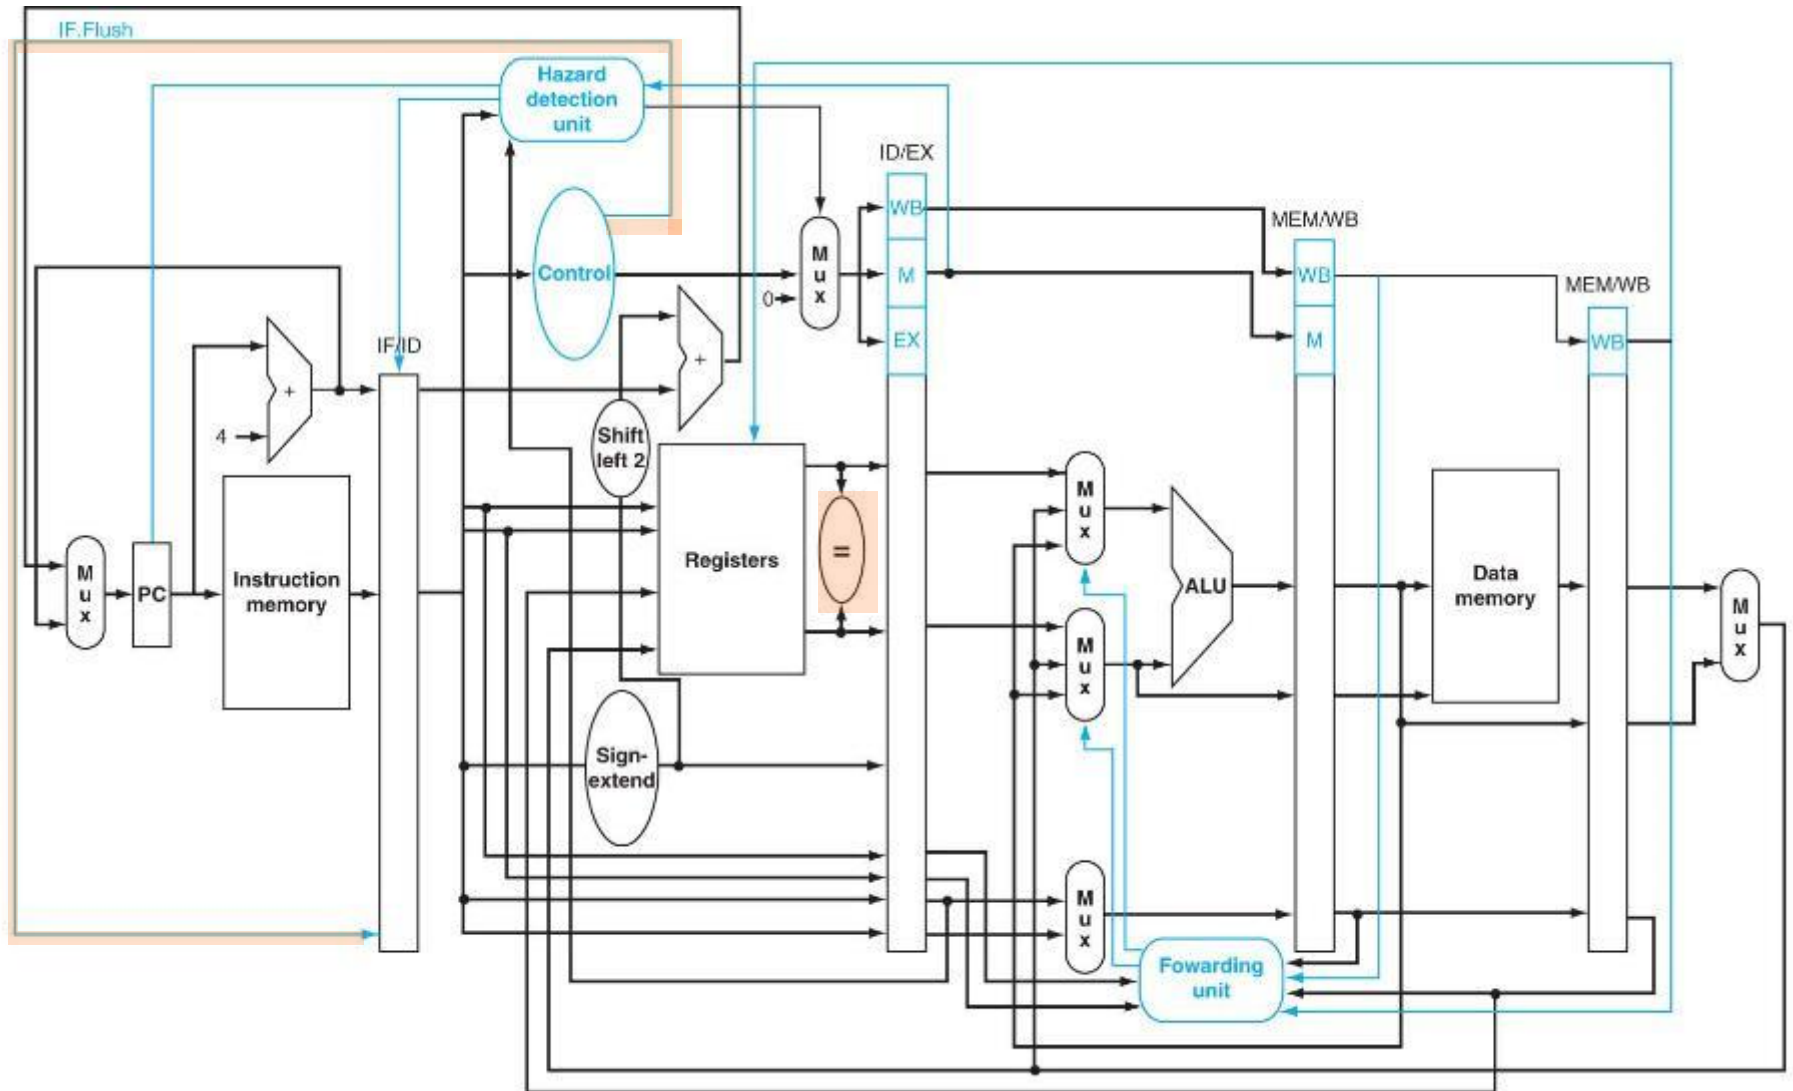 IF.Flush
Hazard
detection
unit
ID/EX
WB
MEM/WB
M
u
x
Control
M
WB
MEM/WB
0
EX
M
WB
IF/ID
+
+
4
Shift
left 2
M
u
x
=
M
u
x
PC
Instruction
memory
Registers
ALU
Data
memory
M
u
x
M
u
x
Sign-
extend
M
u
x
Fowarding
unit